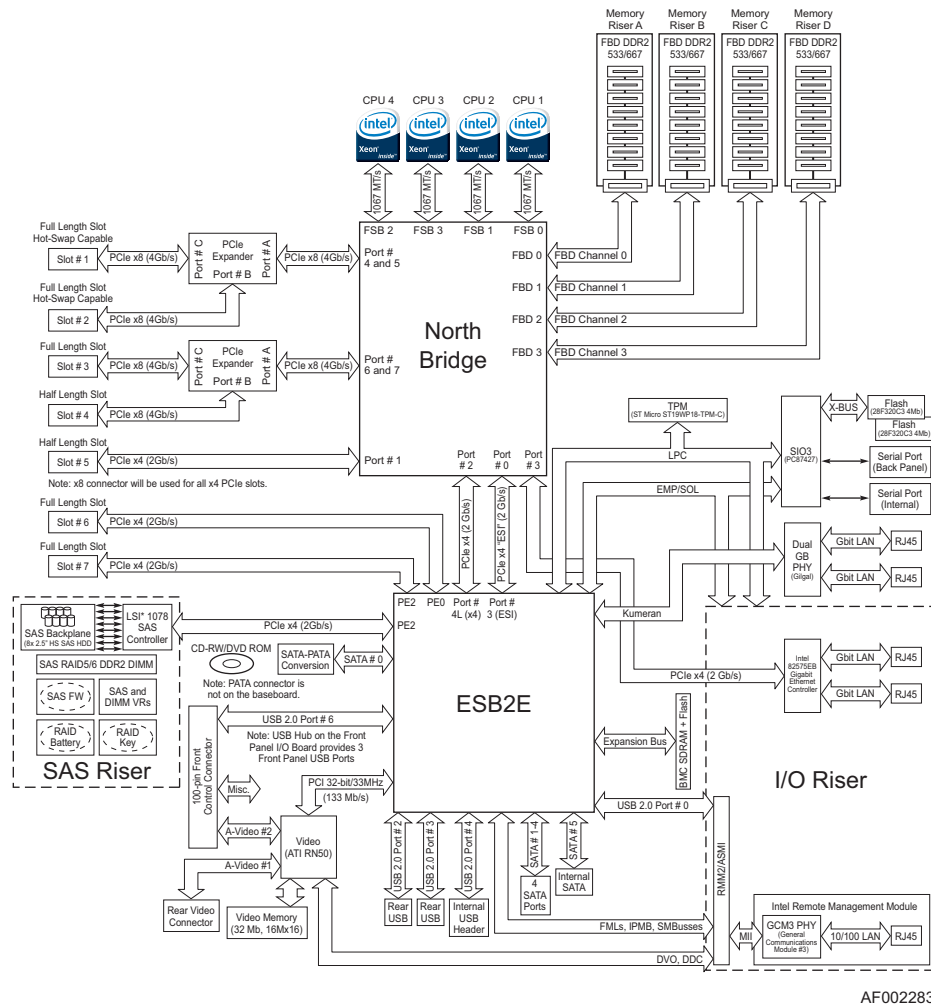 Memory Riser A
Memory Riser B
Memory Riser C
Memory Riser D
FBD DDR2 533/667
FBD DDR2 533/667
FBD DDR2 533/667
FBD DDR2 533/667
CPU 4
CPU 3
CPU 2
CPU 1
intel Xeon inside
intel Xeon inside
intel Xeon inside
intel Xeon inside
1067 MT/s
1067 MT/s
1067 MT/s
1067 MT/s
FSB 2
FSB 3
FSB 1
FSB 0
Full Length Slot
Hot-Swap Capable
Slot # 1
PCIe x8 (4Gb/s)
Port # C
PCIe Expander
Port # A
Port # B
PCIe x8 (4Gb/s)
Port # 4 and 5
Full Length Slot
Hot-Swap Capable
Slot # 2
PCIe x8 (4Gb/s)
FBD 0
FBD Channel 0
FBD 1
FBD Channel 1
FBD 2
FBD Channel 2
FBD 3
FBD Channel 3
North Bridge
Full Length Slot
Slot # 3
PCIe x8 (4Gb/s)
Port # C
PCIe Expander
Port # A
Port # B
PCIe x8 (4Gb/s)
Port # 6 and 7
Half Length Slot
Slot # 4
PCIe x8 (4Gb/s)
Half Length Slot
Slot # 5
PCIe x4 (2Gb/s)
Port # 1
Port # 2
Port # 0
Port # 3
Note: x8 connector will be used for all x4 PCIe slots.
TPM
(ST Micro ST19WP18-TPM-C)
LPC
EMP/SOL
SIO3
(PC87427)
X-BUS
Flash
(28F320C3 4Mb)
Flash
(28F320C3 4Mb)
Serial Port
(Back Panel)
Serial Port
(Internal)
Full Length Slot
Slot # 6
PCIe x4 (2Gb/s)
Full Length Slot
Slot # 7
PCIe x4 (2Gb/s)
PCIe x4 (2 Gb/s)
PCIe x4 "ESI" (2 Gb/s)
Dual GB PHY
(Gilgal)
Gbit LAN
RJ45
Gbit LAN
RJ45
Kumeran
PE2
PE0
Port # 4L (x4)
Port # 3 (ESI)
PE2
ESB2E
SAS Backplane
(8x 2.5" HS SAS HDD)
LSI* 1078 SAS Controller
PCIe x4 (2Gb/s)
SAS RAID5/6 DDR2 DIMM
SAS FW
SAS and DIMM VRs
RAID Battery
RAID Key
SAS Riser
CD-RW/DVD ROM
SATA-PATA Conversion
SATA # 0
Note: PATA connector is not on the baseboard.
PCIe x4 (2 Gb/s)
Intel 82575EB Gigabit Ethernet Controller
Gbit LAN
RJ45
Gbit LAN
RJ45
I/O Riser
100-pin Front Control Connector
USB 2.0 Port # 6
Note: USB Hub on the Front Panel I/O Board provides 3 Front Panel USB Ports
Misc.
PCI 32-bit/33MHz
(133 Mb/s)
A-Video #2
A-Video #1
Video
(ATI RN50)
Rear Video Connector
Video Memory
(32 Mb, 16Mx16)
Expansion Bus
BMC SDRAM + Flash
USB 2.0 Port # 0
USB 2.0 Port # 2
USB 2.0 Port # 3
USB 2.0 Port # 4
SATA # 1-4
SATA # 5
Rear USB
Rear USB
Internal USB Header
4 SATA Ports
Internal SATA
FMLs, IPMB, SMBusses
DVO, DDC
RMM2/ASMI
MII
Intel Remote Management Module
GCM3 PHY
(General Communications Module #3)
10/100 LAN
RJ45
AF002283